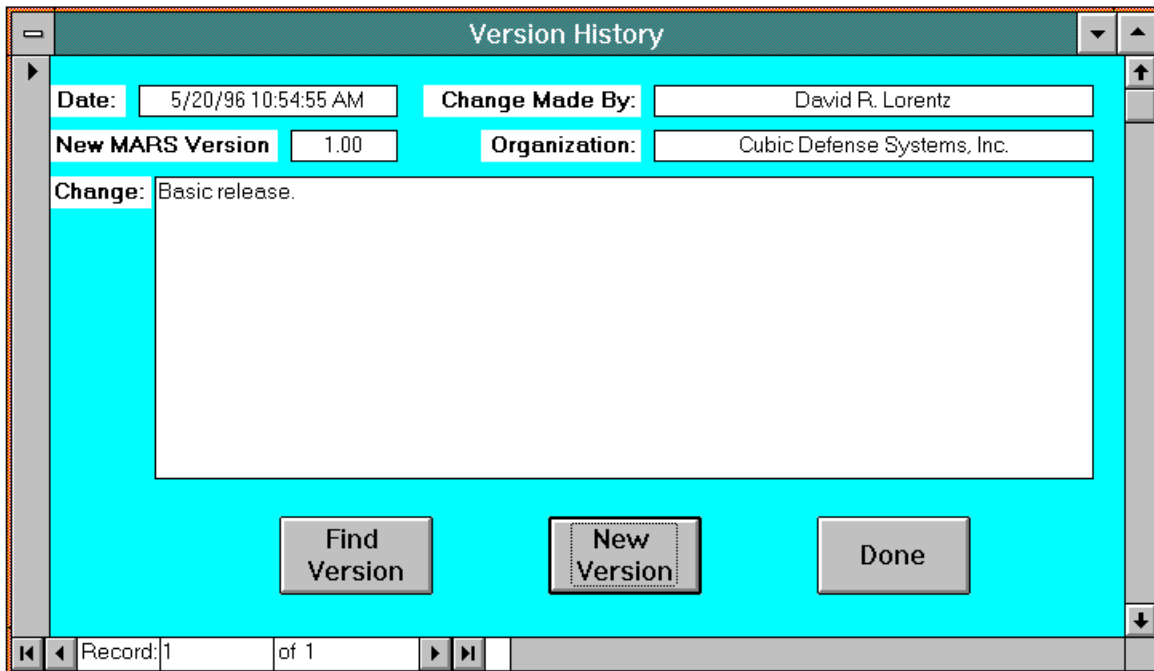 Version History
Date: 5/20/96 10:54:55 AM Change Made By: David R. Lorentz
New MARS Version 1.00 Organization: Cubic Defense Systems, Inc.
Change: Basic release.
Find Version New Version Done
Record: 1 of 1